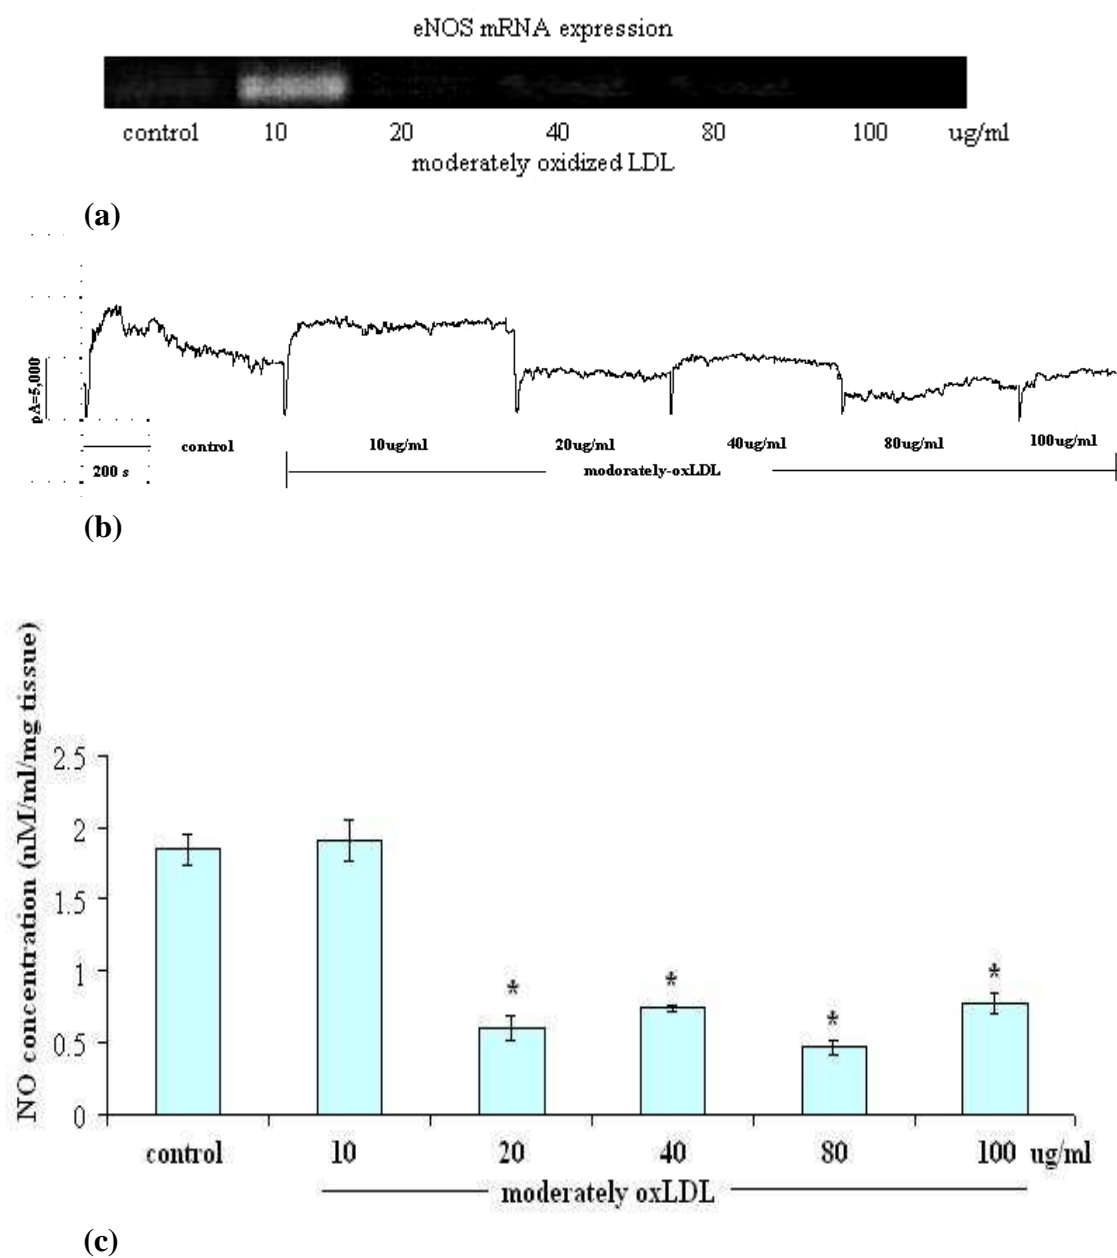 eNOS mRNA expression
control 10 20 40 80 100 ug/ml
moderately oxidized LDL
(a)
pA=5,000
control 10ug/ml 20ug/ml 40ug/ml 80ug/ml 100ug/ml
200 s modorately-oxLDL
(b)
NO concentration (nM/ml/mg tissue)
2.5
2
1.5
1
0.5
0
* * * *
control 10 20 40 80 100 ug/ml
moderately oxLDL
(c)